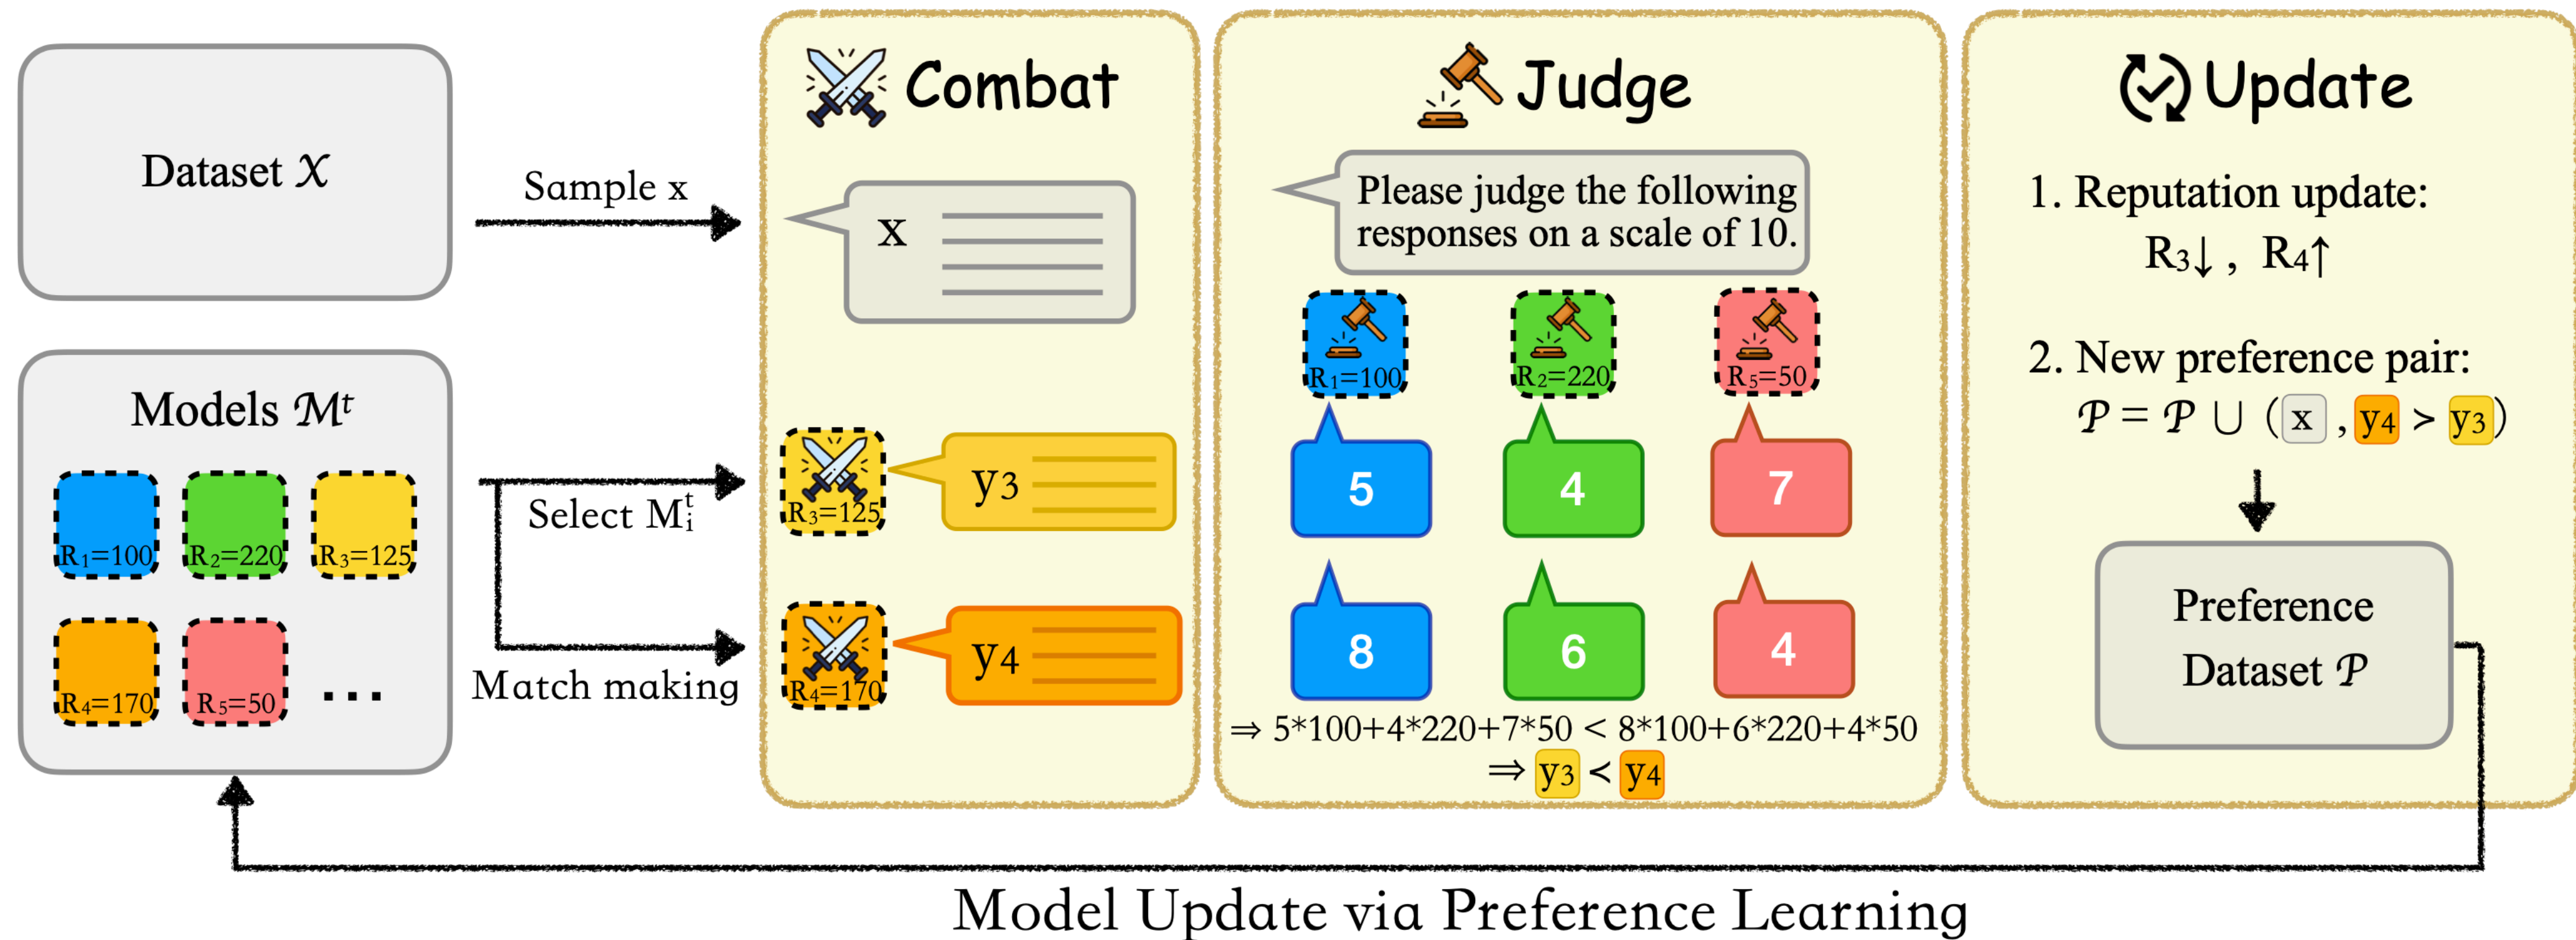 Dataset 𝒳
Sample x
Models ℳᵗ
R₁=100
R₂=220
R₃=125
R₄=170
R₅=50
...
Select Mᵢᵗ
Match making
Combat
x
R₃=125
y₃
R₄=170
y₄
Judge
Please judge the following
responses on a scale of 10.
R₁=100
R₂=220
R₅=50
5
4
7
8
6
4
⇒ 5*100+4*220+7*50 < 8*100+6*220+4*50
⇒ y₃ ≺ y₄
Update
1. Reputation update:
R₃↓ , R₄↑
2. New preference pair:
𝒫 = 𝒫 ∪ (x , y₄ ≻ y₃)
Preference
Dataset 𝒫
Model Update via Preference Learning